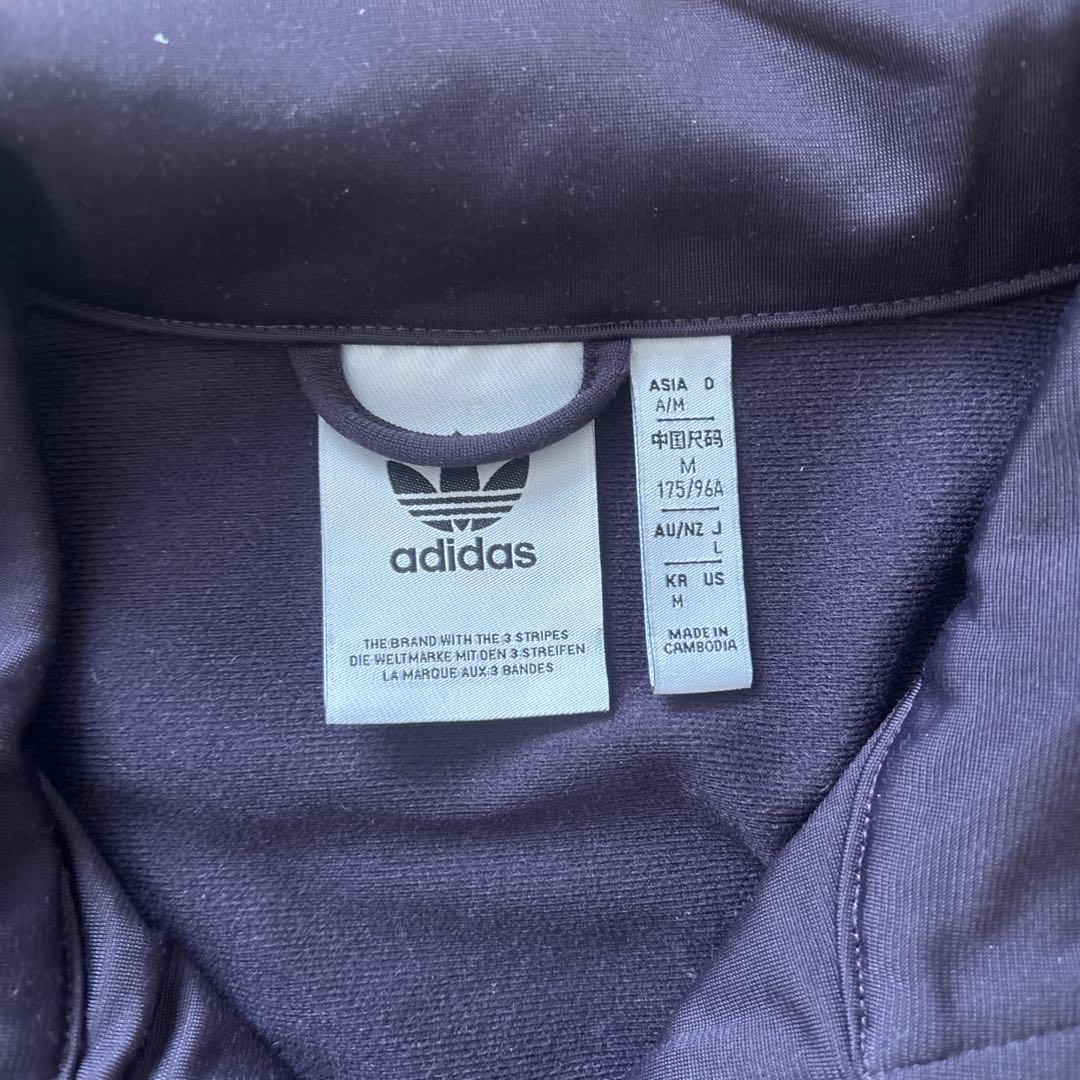 adidas
THE BRAND WITH THE 3 STRIPES
DIE WELTMARKE MIT DEN 3 STREIFEN
LA MARQUE AUX 3 BANDES
ASIA D
A/M
中国尺码
M
175/96A
AU/NZ J
L
KR US
M
MADE IN
CAMBODIA